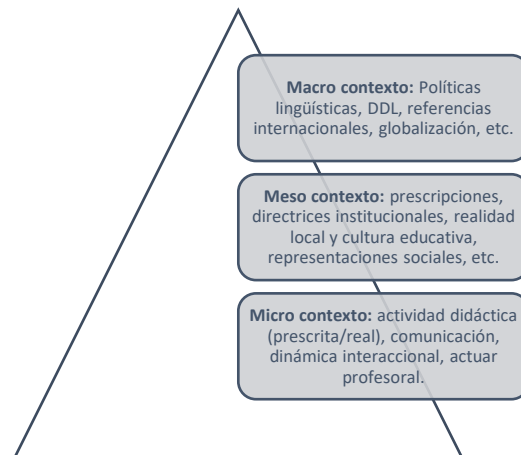 Macro contexto: Políticas
lingüísticas, DDL, referencias
internacionales, globalización, etc.
Meso contexto: prescripciones,
directrices institucionales, realidad
local y cultura educativa,
representaciones sociales, etc.
Micro contexto: actividad didáctica
(prescrita/real), comunicación,
dinámica interaccional, actuar
profesoral.